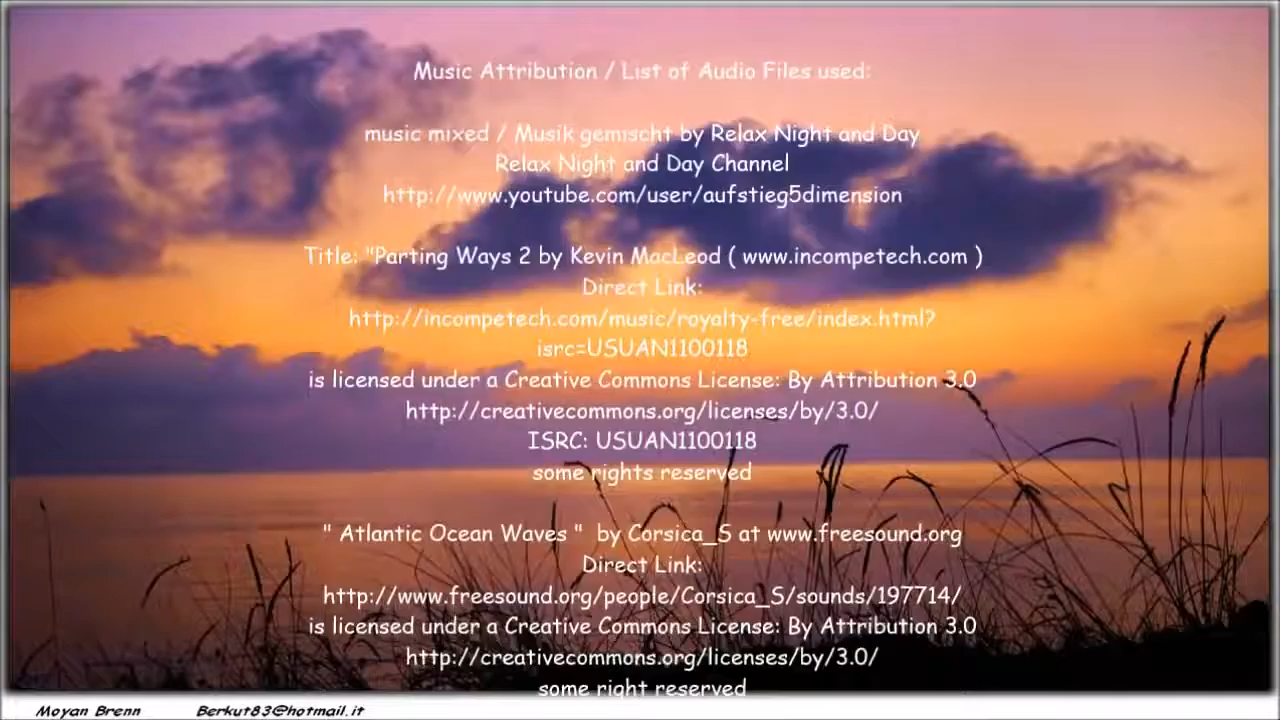 Music Attribution / List of Audio Files used:
music mixed / Musik gemischt by Relax Night and Day
Relax Night and Day Channel
http://www.youtube.com/user/aufstieg5dimension
Title: "Parting Ways 2 by Kevin MacLeod ( www.incompetech.com )
Direct Link:
http://incompetech.com/music/royalty-free/index.html?
isrc=USUAN1100118
is licensed under a Creative Commons License: By Attribution 3.0
http://creativecommons.org/licenses/by/3.0/
ISRC: USUAN1100118
some rights reserved
" Atlantic Ocean Waves "  by Corsica_S at www.freesound.org
Direct Link:
http://www.freesound.org/people/Corsica_S/sounds/197714/
is licensed under a Creative Commons License: By Attribution 3.0
http://creativecommons.org/licenses/by/3.0/
some right reserved
Moyan Brenn Berkut83@hotmail.it